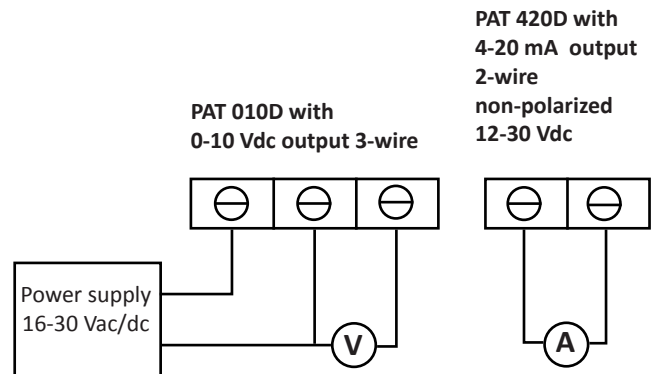 PAT 420D with
4-20 mA output
2-wire
non-polarized
12-30 Vdc
PAT 010D with
0-10 Vdc output 3-wire
Power supply
16-30 Vac/dc
V
A